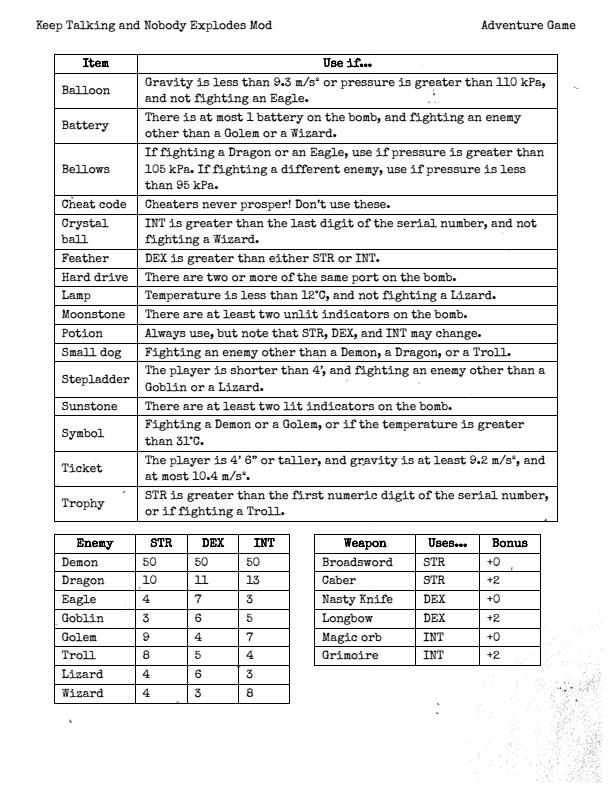 Keep Talking and Nobody Explodes Mod Adventure Game
Item Use if...
Balloon Gravity is less than 9.3 m/s² or pressure is greater than 110 kPa,
and not fighting an Eagle.
Battery There is at most 1 battery on the bomb, and fighting an enemy
other than a Golem or a Wizard.
Bellows If fighting a Dragon or an Eagle, use if pressure is greater than
105 kPa. If fighting a different enemy, use if pressure is less
than 95 kPa.
Cheat code Cheaters never prosper! Don't use these.
Crystal
ball INT is greater than the last digit of the serial number, and not
fighting a Wizard.
Feather DEX is greater than either STR or INT.
Hard drive There are two or more of the same port on the bomb.
Lamp Temperature is less than 12°C, and not fighting a Lizard.
Moonstone There are at least two unlit indicators on the bomb.
Potion Always use, but note that STR, DEX, and INT may change.
Small dog Fighting an enemy other than a Demon, a Dragon, or a Troll.
Stepladder The player is shorter than 4', and fighting an enemy other than a
Goblin or a Lizard.
Sunstone There are at least two lit indicators on the bomb.
Symbol Fighting a Demon or a Golem, or if the temperature is greater
than 31°C.
Ticket The player is 4' 6” or taller, and gravity is at least 9.2 m/s², and
at most 10.4 m/s².
Trophy STR is greater than the first numeric digit of the serial number,
or if fighting a Troll.
Enemy STR DEX INT
Demon 50 50 50
Dragon 10 11 13
Eagle 4 7 3
Goblin 3 6 5
Golem 9 4 7
Troll 8 5 4
Lizard 4 6 3
Wizard 4 3 8
Weapon Uses... Bonus
Broadsword STR +0
Caber STR +2
Nasty Knife DEX +0
Longbow DEX +2
Magic orb INT +0
Grimoire INT +2